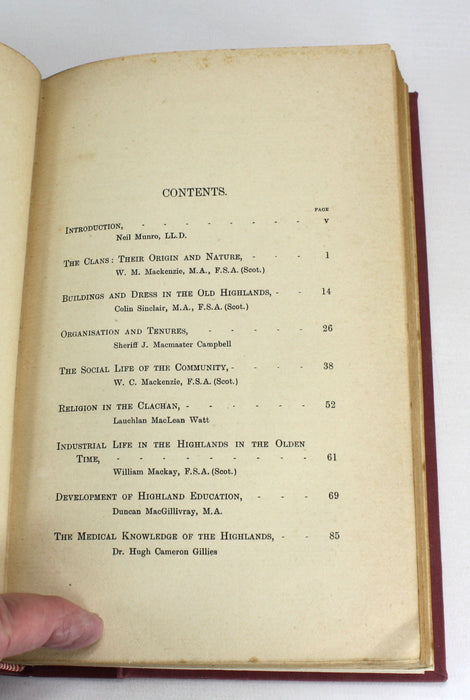 CONTENTS.
PAGE
INTRODUCTION, - - - - - - - - V
Neil Munro, LL.D.
THE CLANS: THEIR ORIGIN AND NATURE, - - - 1
W. M. Mackenzie, M.A., F.S.A. (Scot.)
BUILDINGS AND DRESS IN THE OLD HIGHLANDS, - - 14
Colin Sinclair, M.A., F.S.A. (Scot.)
ORGANISATION AND TENURES, - - - - - 26
Sheriff J. Macmaster Campbell
THE SOCIAL LIFE OF THE COMMUNITY, - - - - 38
W. C. Mackenzie, F.S.A. (Scot.)
RELIGION IN THE CLACHAN, - - - - - - 52
Lauchlan MacLean Watt
INDUSTRIAL LIFE IN THE HIGHLANDS IN THE OLDEN
TIME, - - - - - - - - 61
William Mackay, F.S.A. (Scot.)
DEVELOPMENT OF HIGHLAND EDUCATION, - - - 69
Duncan MacGillivray, M.A.
THE MEDICAL KNOWLEDGE OF THE HIGHLANDS, - - 85
Dr. Hugh Cameron Gillies